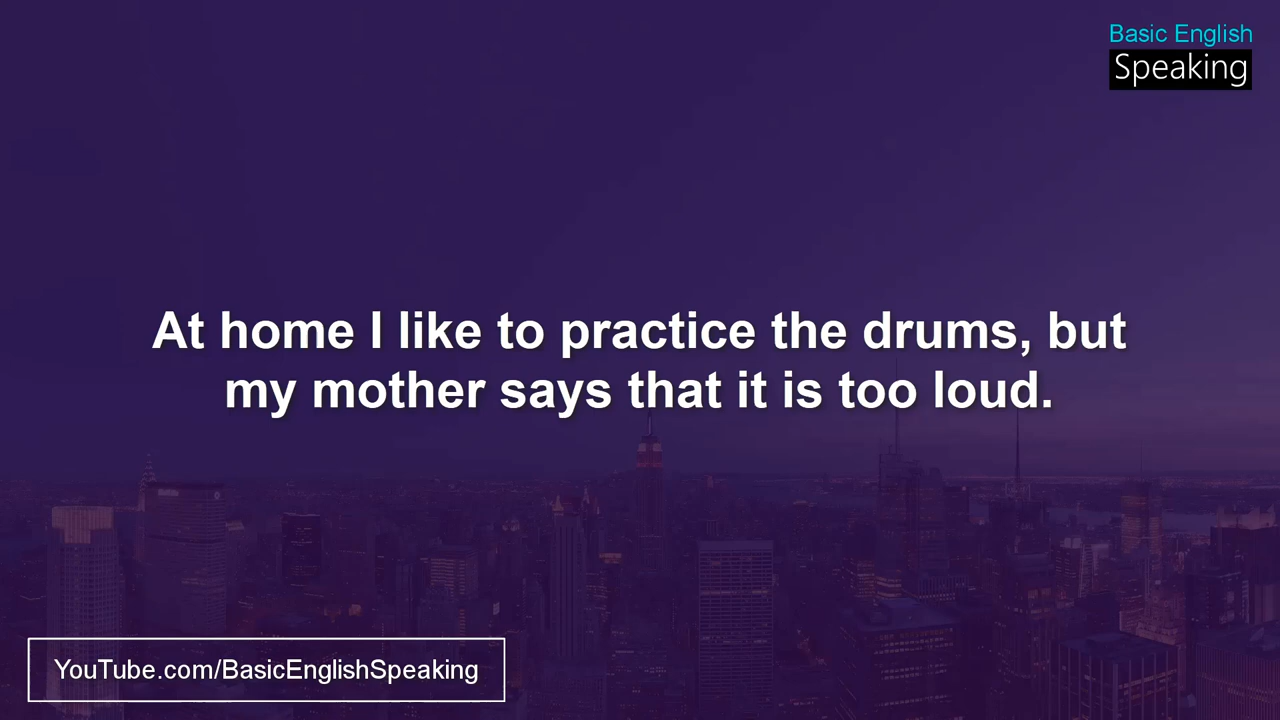 Basic English
Speaking
At home I like to practice the drums, but
my mother says that it is too loud.
YouTube.com/BasicEnglishSpeaking